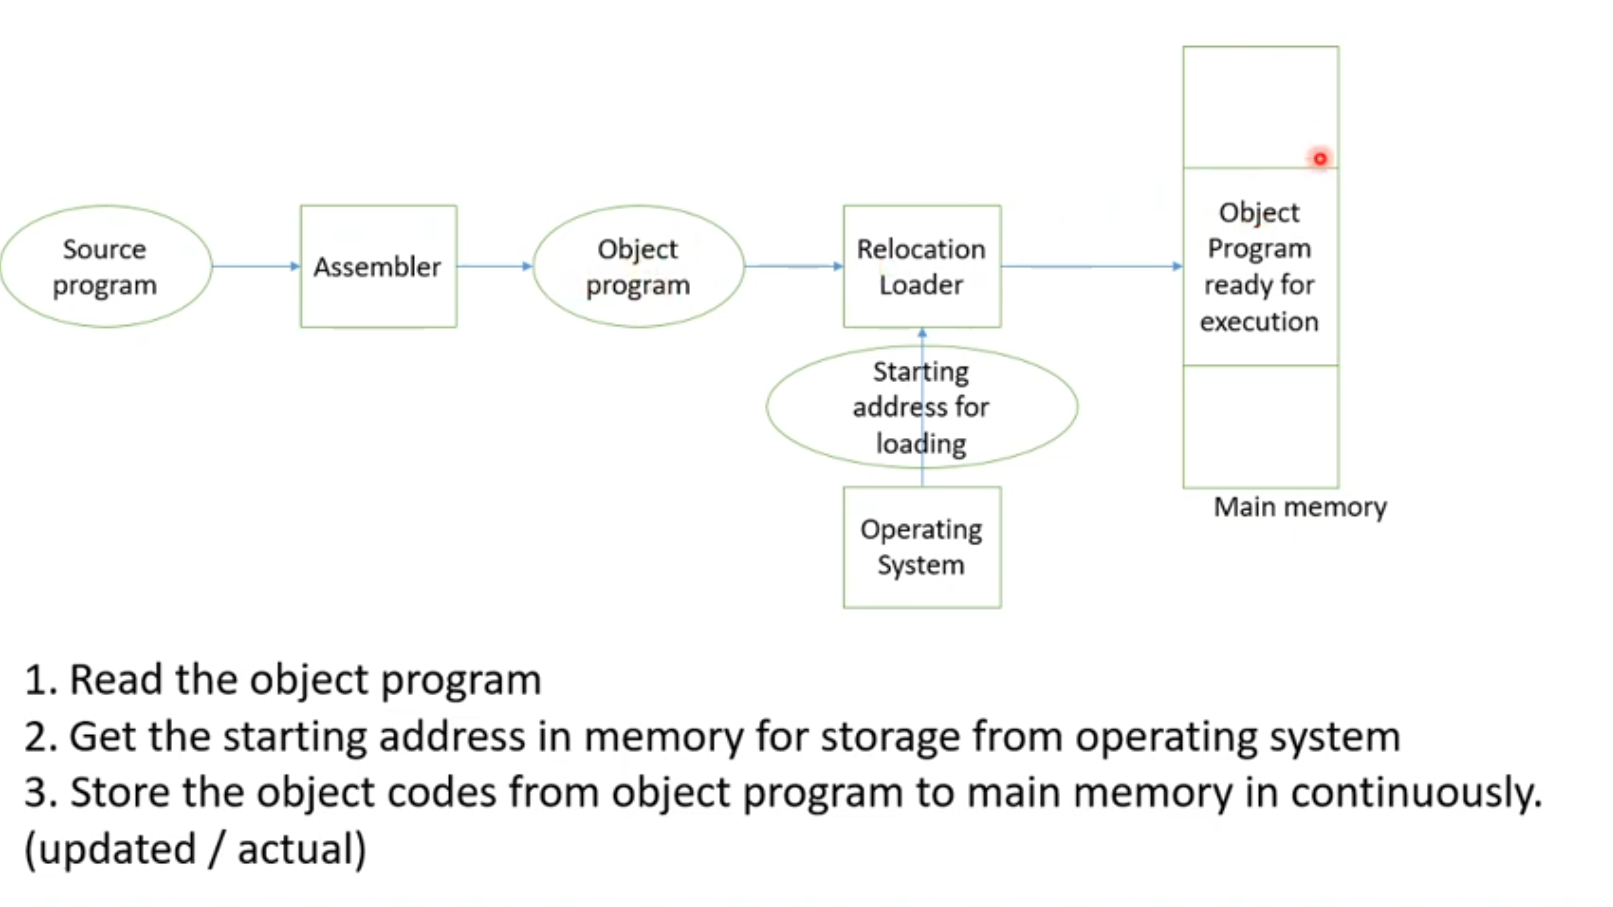 Source
program
Assembler
Object
program
Relocation
Loader
Object
Program
ready for
execution
Starting
address for
loading
Operating
System
Main memory
1. Read the object program
2. Get the starting address in memory for storage from operating system
3. Store the object codes from object program to main memory in continuously.
(updated / actual)